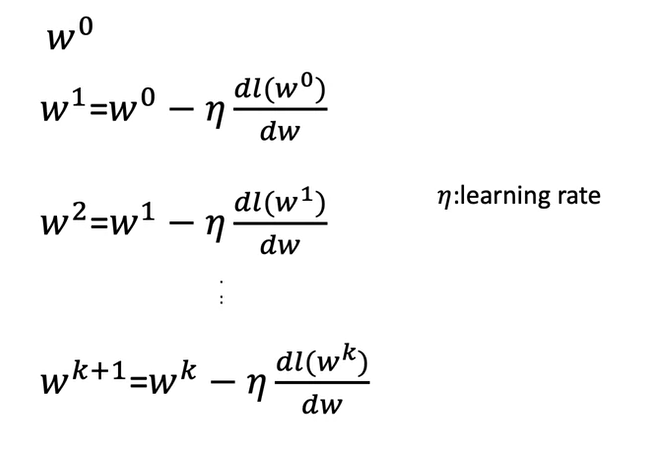 w⁰
w¹=w⁰ − η dl(w⁰)/dw
w²=w¹ − η dl(w¹)/dw
η:learning rate
⋮
wᵏ⁺¹=wᵏ − η dl(wᵏ)/dw